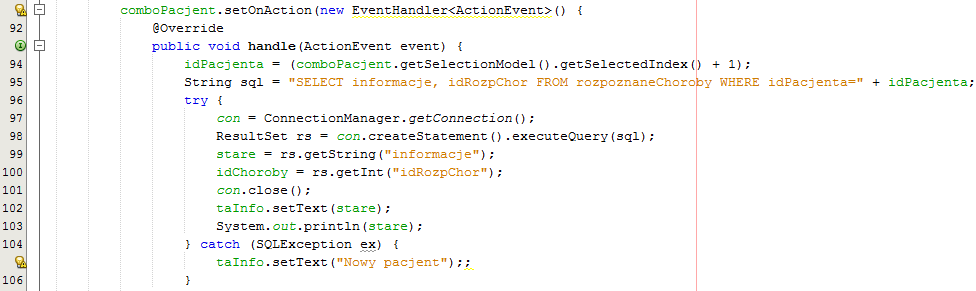 comboPacjent.setOnAction(new EventHandler<ActionEvent>() {
92 @Override
public void handle(ActionEvent event) {
94 idPacjenta = (comboPacjent.getSelectionModel().getSelectedIndex() + 1);
95 String sql = "SELECT informacje, idRozpChor FROM rozpoznaneChoroby WHERE idPacjenta=" + idPacjenta;
96 try {
97 con = ConnectionManager.getConnection();
98 ResultSet rs = con.createStatement().executeQuery(sql);
99 stare = rs.getString("informacje");
100 idChoroby = rs.getInt("idRozpChor");
101 con.close();
102 taInfo.setText(stare);
103 System.out.println(stare);
104 } catch (SQLException ex) {
taInfo.setText("Nowy pacjent");;
106 }